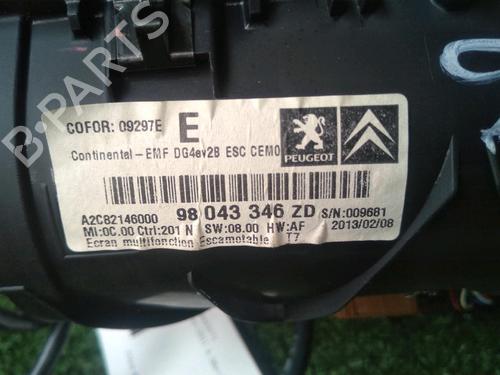 B-PARTS
COFOR: 09297E E
Continental-EMF DG4ev2B ESC CEMO
PEUGEOT
A2C82146000 98 043 346 ZD S/N:009681
MI:0C.00 Ctrl:201 N SW:08.00 HW:AF 2013/02/08
Ecran multifonction Escamotable T7